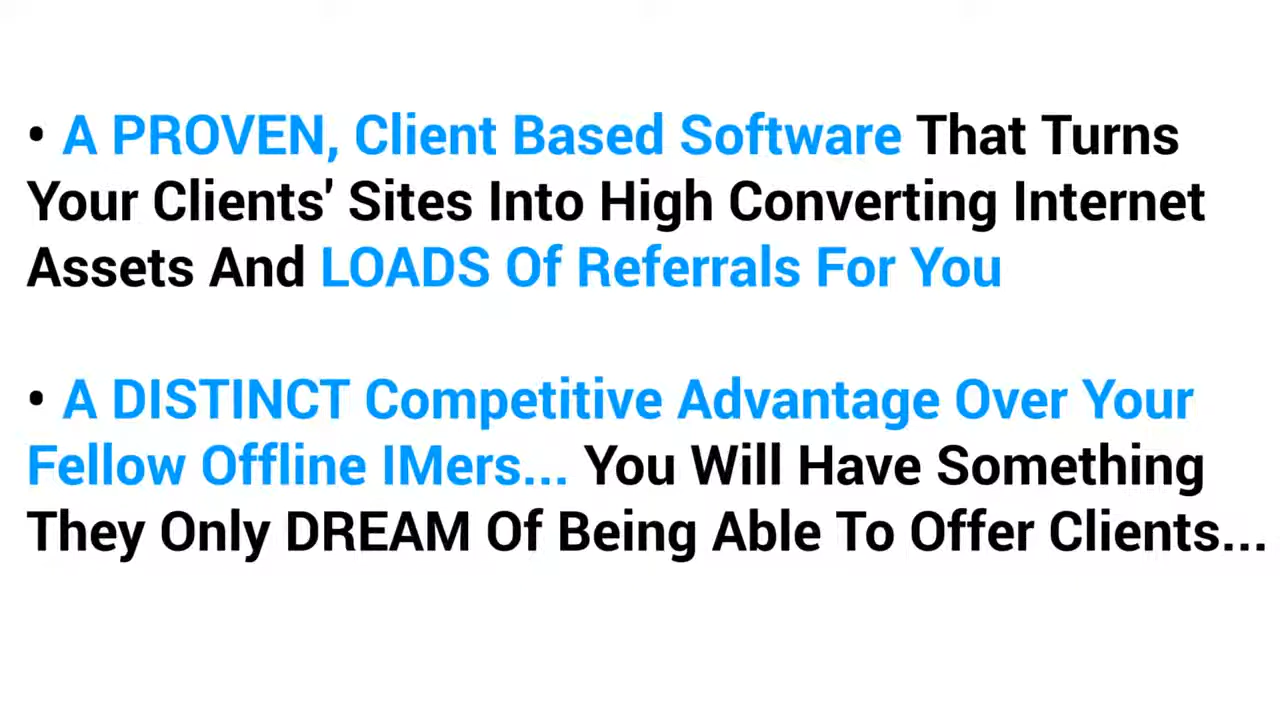 • A PROVEN, Client Based Software That Turns
Your Clients' Sites Into High Converting Internet
Assets And LOADS Of Referrals For You
• A DISTINCT Competitive Advantage Over Your
Fellow Offline IMers... You Will Have Something
They Only DREAM Of Being Able To Offer Clients...